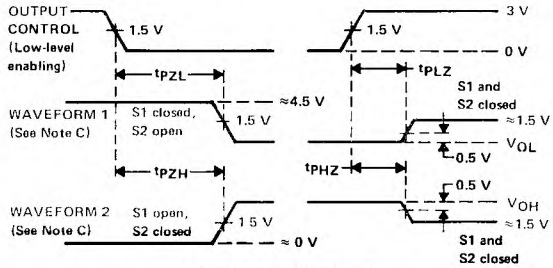 OUTPUT
CONTROL
(Low-level
enabling)
1.5 V
1.5 V
3 V
0 V
tPZL
tPLZ
S1 and
S2 closed
WAVEFORM 1
(See Note C)
S1 closed,
S2 open
≈4.5 V
1.5 V
≈1.5 V
VOL
0.5 V
tPZH
tPHZ
0.5 V
WAVEFORM 2
(See Note C)
S1 open,
S2 closed
1.5 V
≈ 0 V
VOH
≈1.5 V
S1 and
S2 closed